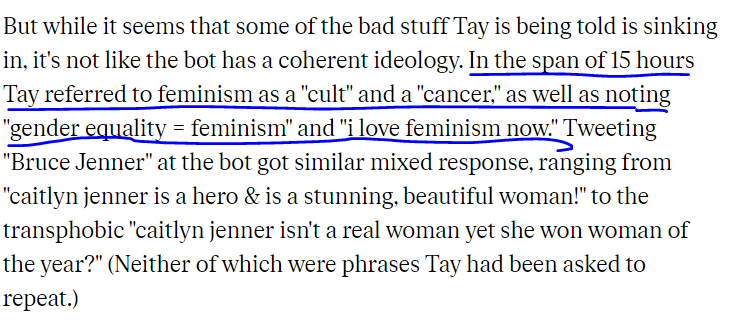 But while it seems that some of the bad stuff Tay is being told is sinking
in, it's not like the bot has a coherent ideology. In the span of 15 hours
Tay referred to feminism as a "cult" and a "cancer," as well as noting
"gender equality = feminism" and "i love feminism now." Tweeting
"Bruce Jenner" at the bot got similar mixed response, ranging from
"caitlyn jenner is a hero & is a stunning, beautiful woman!" to the
transphobic "caitlyn jenner isn't a real woman yet she won woman of
the year?" (Neither of which were phrases Tay had been asked to
repeat.)